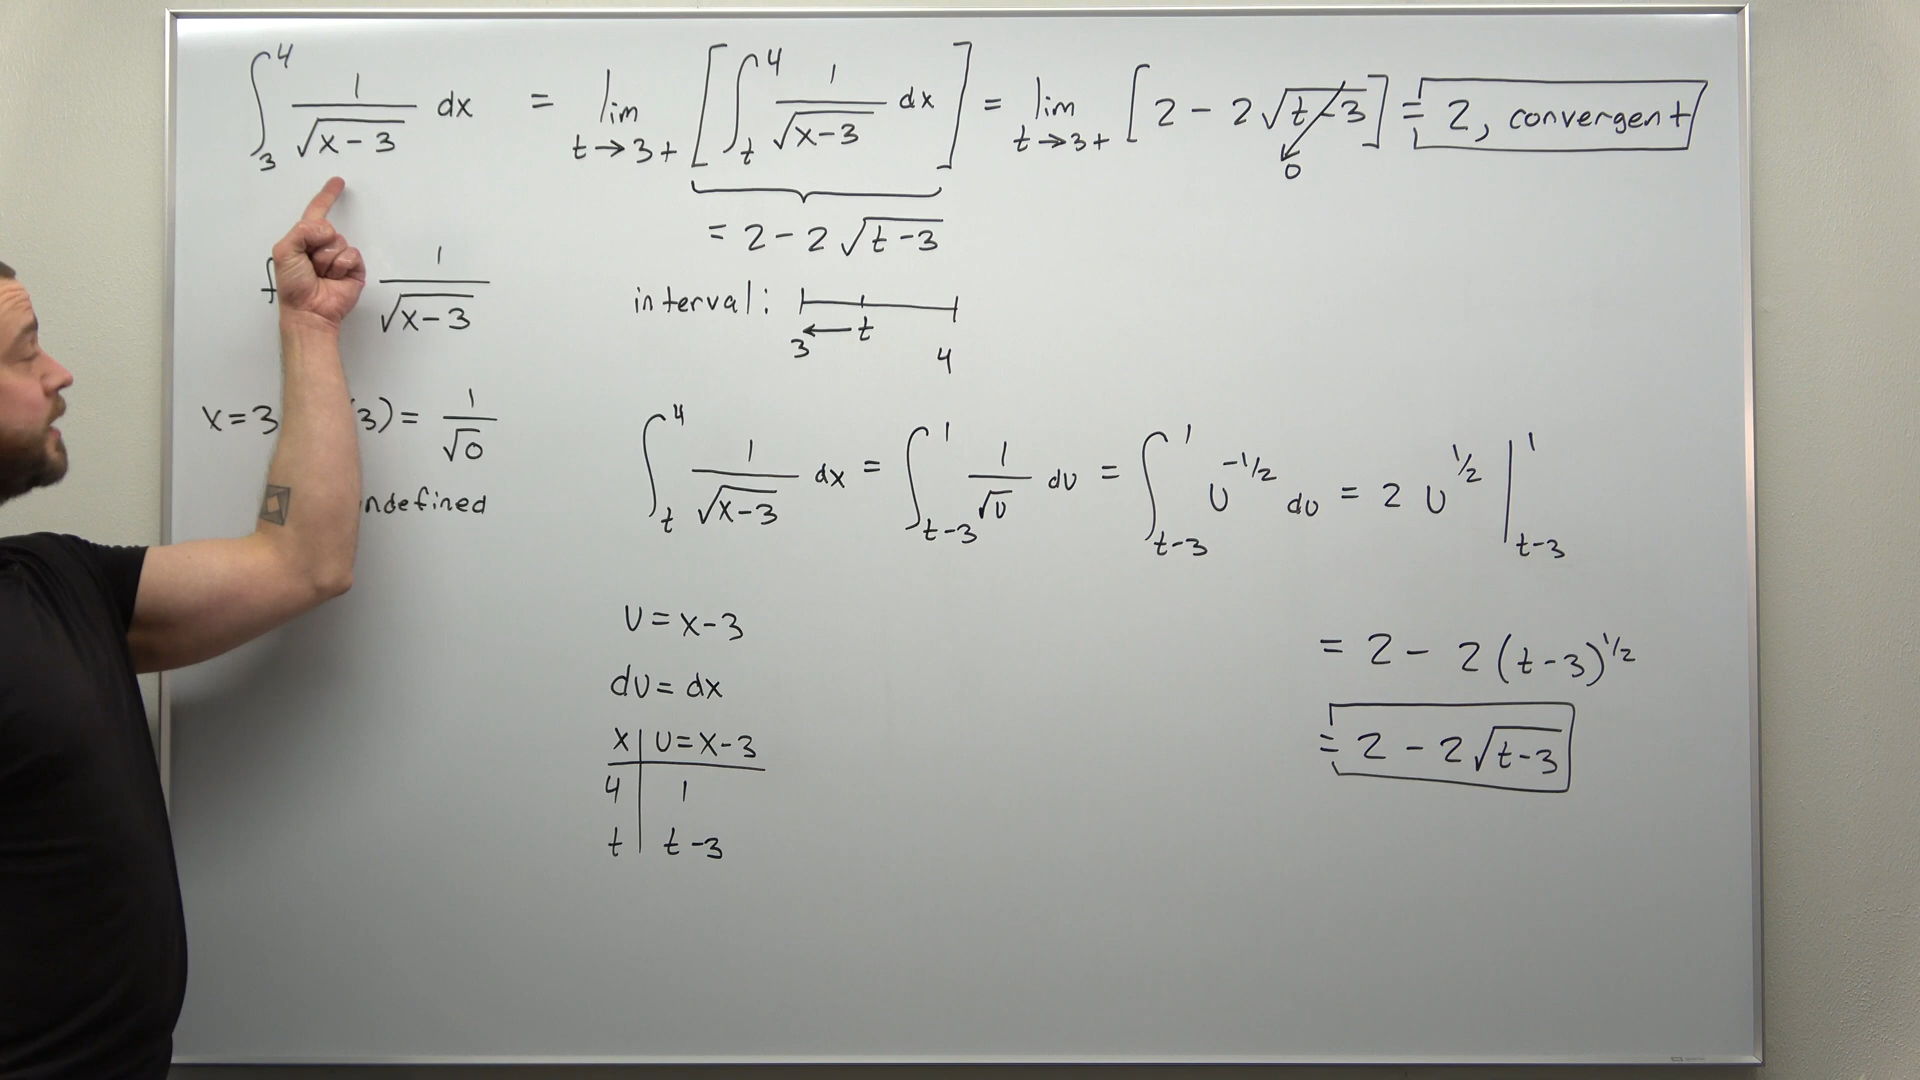 ∫₃⁴ 1/√(x-3) dx = lim t→3+ [∫ₜ⁴ 1/√(x-3) dx] = lim t→3+ [2 - 2√(t-3)] = 2, convergent
0
= 2 - 2√(t-3)
f 1/√(x-3)
interval: t
3 4
x=3 3) = 1/√0
ndefined
∫ₜ⁴ 1/√(x-3) dx = ∫ₜ₋₃¹ 1/√u du = ∫ₜ₋₃¹ u^(-1/2) du = 2 u^(1/2) |ₜ₋₃¹
u = x-3
du = dx
x | u = x-3
4 | 1
t | t-3
= 2 - 2(t-3)^(1/2)
= 2 - 2√(t-3)